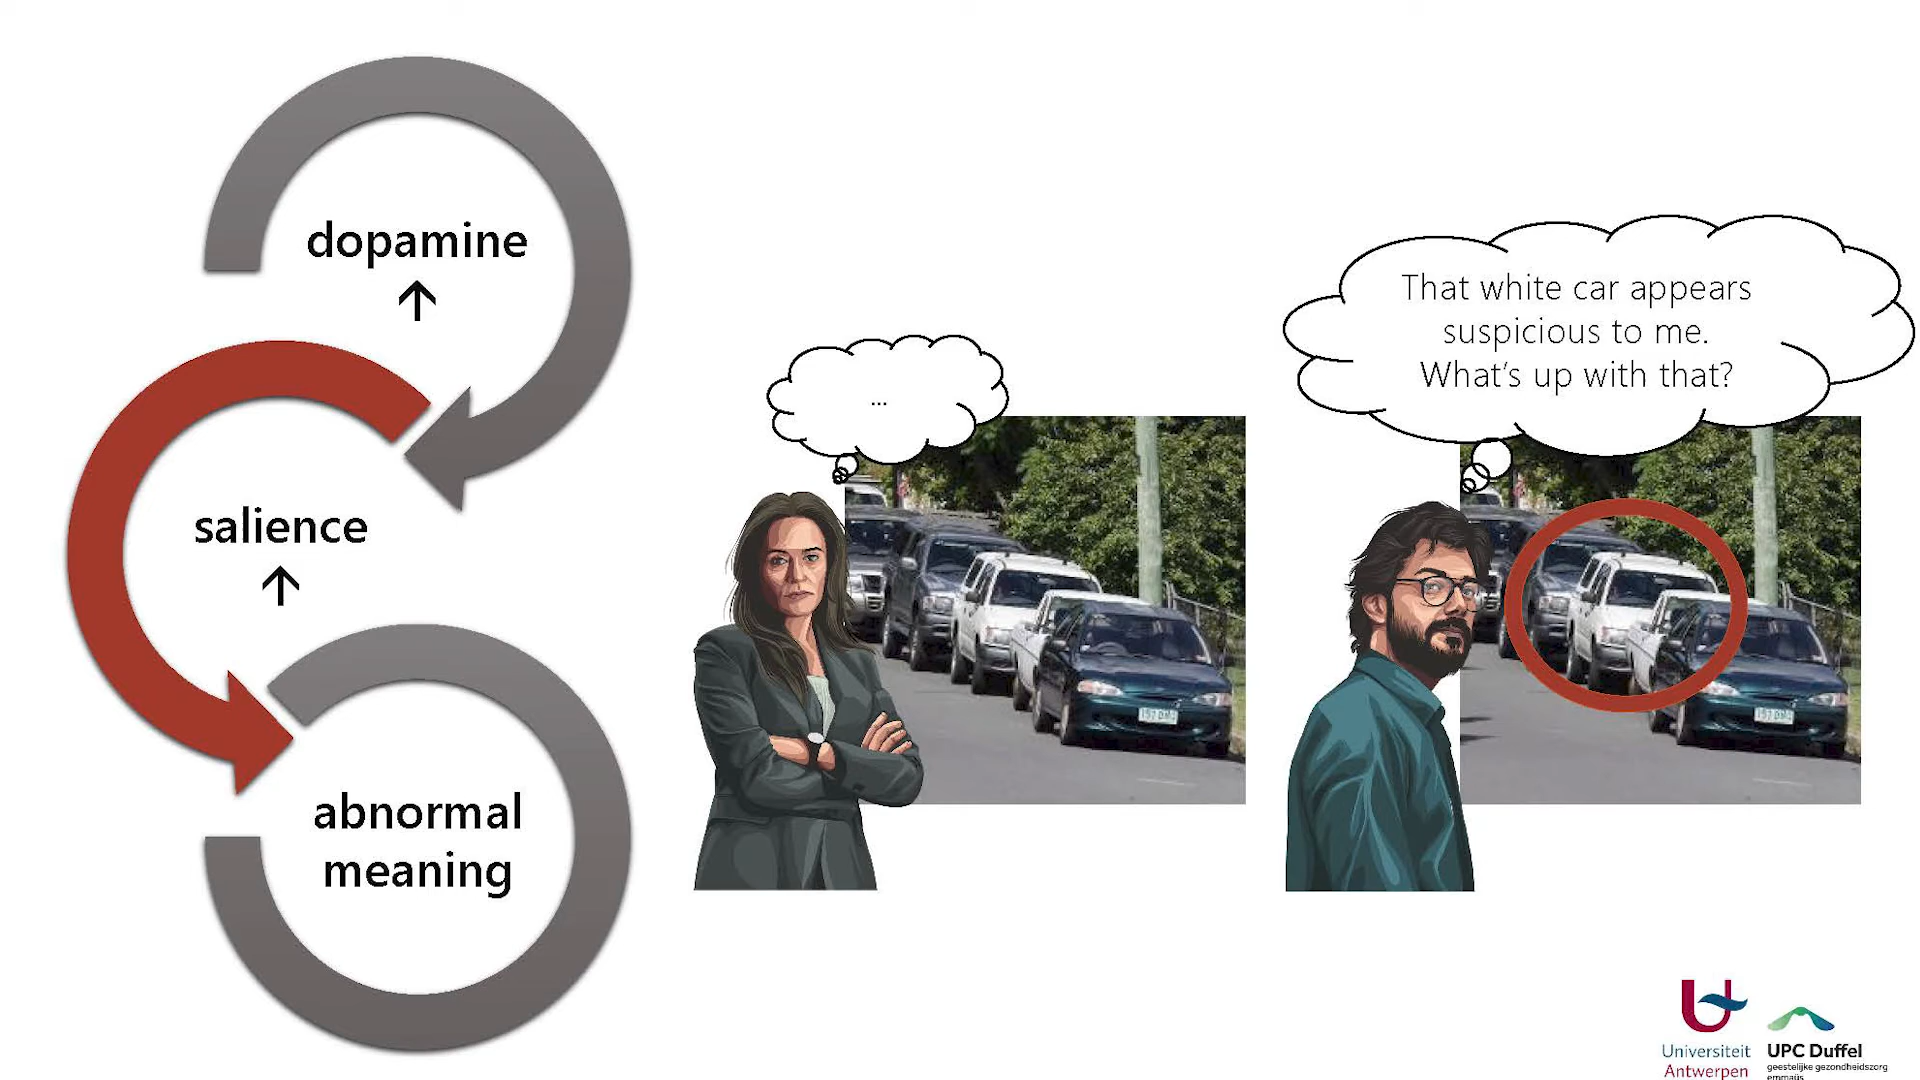 dopamine
↑
salience
↑
abnormal
meaning
...
That white car appears
suspicious to me.
What's up with that?
Universiteit
Antwerpen
UPC Duffel
geestelijke gezondheidszorg
emmaüs